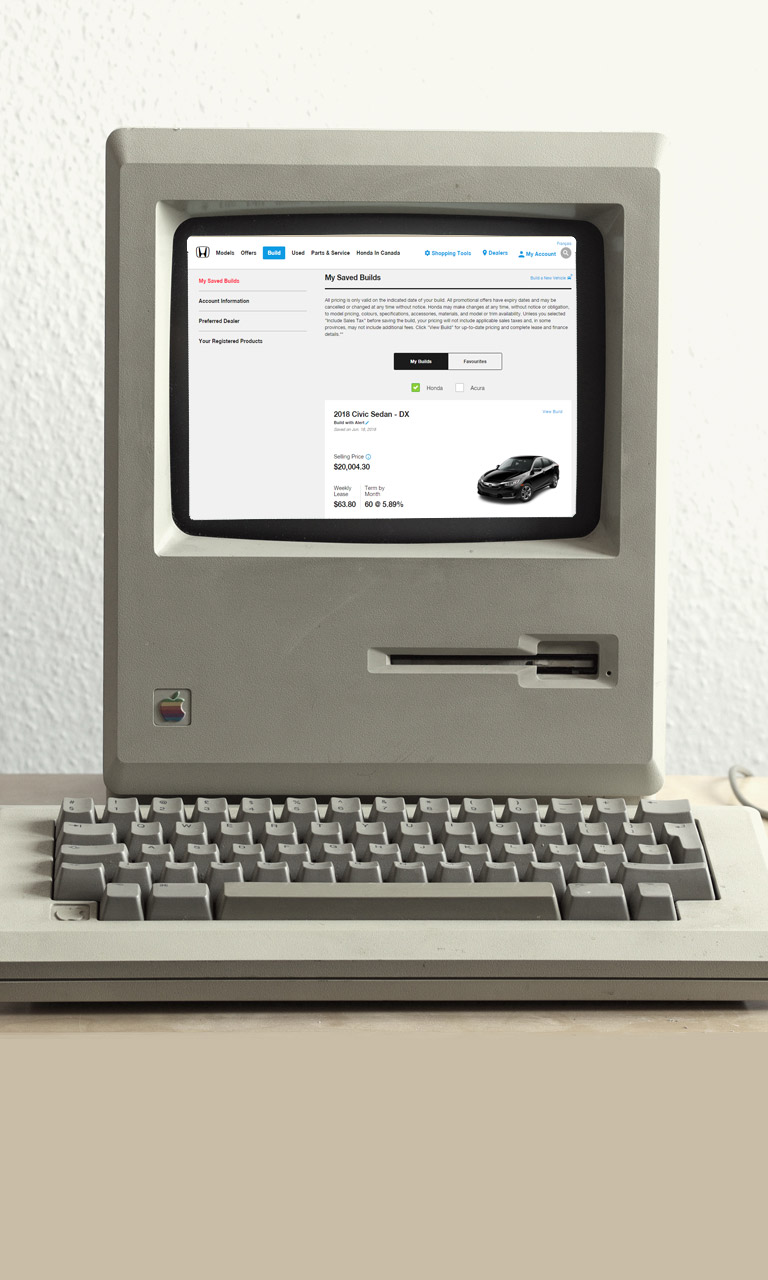 Français
Models Offers Build Used Parts & Service Honda In Canada Shopping Tools Dealers My Account
My Saved Builds
Account Information
Preferred Dealer
Your Registered Products
My Saved Builds
Build a New Vehicle
All pricing is only valid on the indicated date of your build. All promotional offers have expiry dates and may be
cancelled or changed at any time without notice. Honda may make changes at any time, without notice or obligation,
to model pricing, colours, specifications, accessories, materials, and model or trim availability. Unless you selected
"Include Sales Tax" before saving the build, your pricing will not include applicable sales taxes and, in some
provinces, may not include additional fees. Click "View Build" for up-to-date pricing and complete lease and finance
details.**
My Builds Favourites
Honda Acura
2018 Civic Sedan - DX
View Build
Build with Alert
Saved on Jun. 18, 2018
Selling Price
$20,004.30
Weekly Term by
Lease Month
$63.80 60 @ 5.89%
Q W E R T Y U I O P